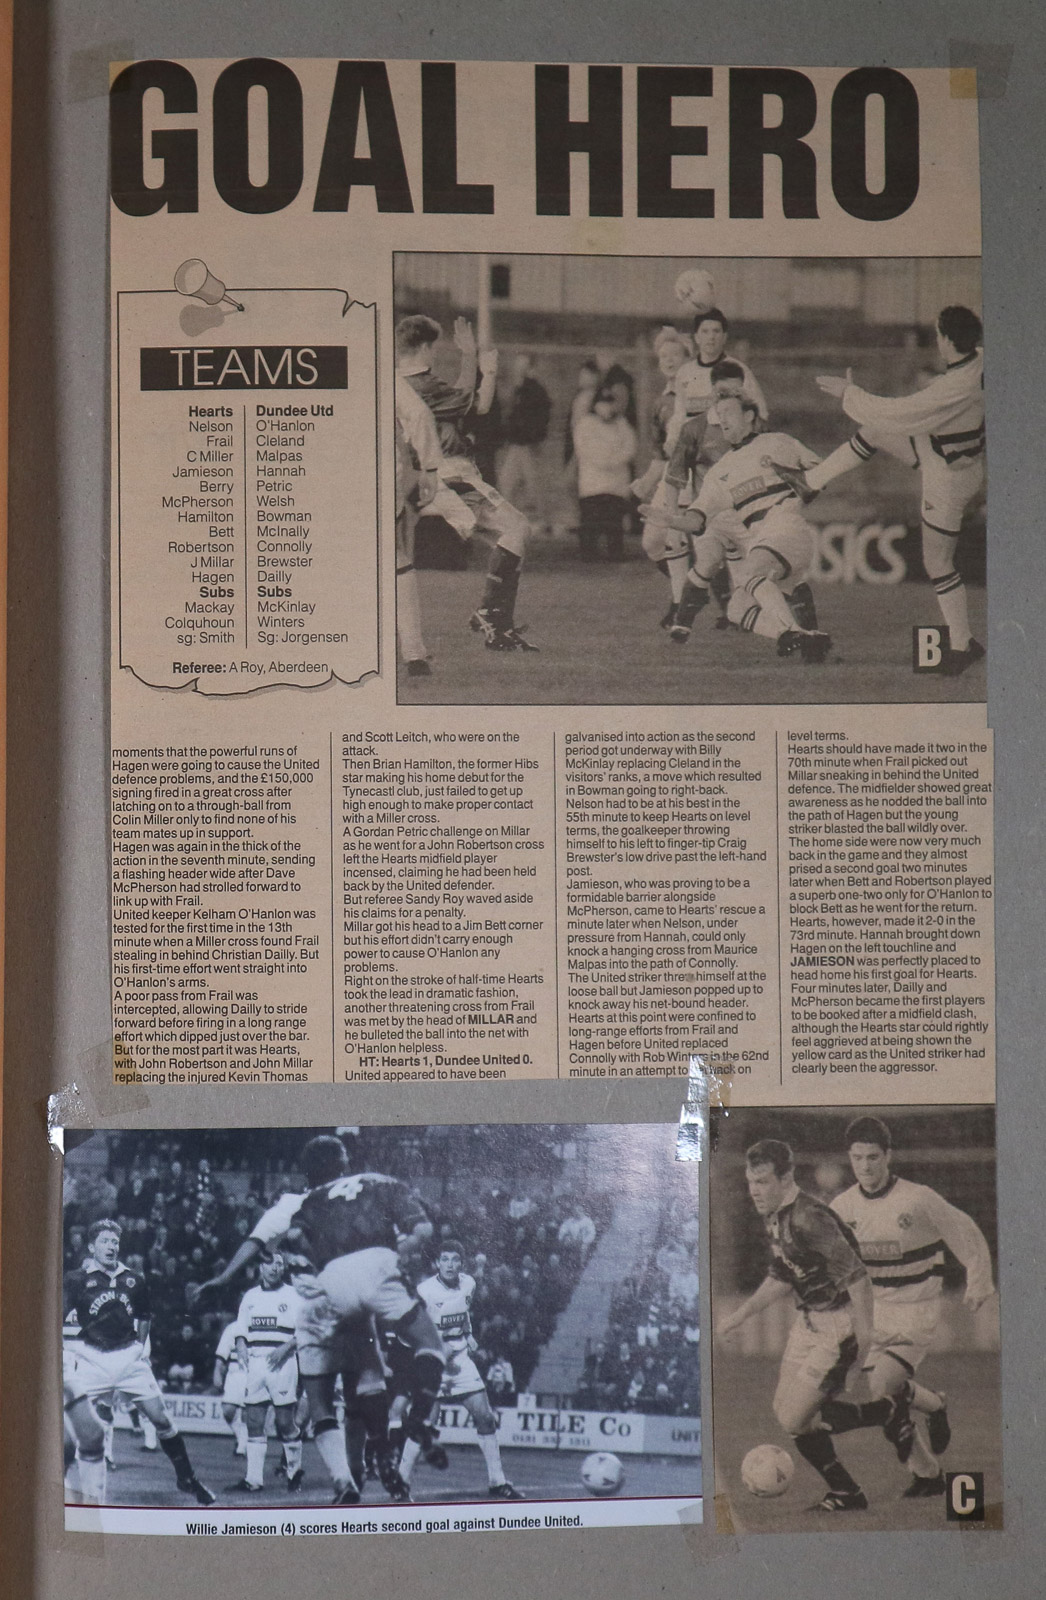 GOAL HERO
TEAMS
Hearts Dundee Utd
Nelson O'Hanlon
Frail Cleland
C Miller Malpas
Jamieson Hannah
Berry Petric
McPherson Welsh
Hamilton Bowman
Bett McInally
Robertson Connolly
J Millar Brewster
Hagen Dailly
Subs Subs
Mackay McKinlay
Colquhoun Winters
sg: Smith Sg: Jorgensen
Referee: A Roy, Aberdeen
ROVER
ASICS
B
moments that the powerful runs of
Hagen were going to cause the United
defence problems, and the £150,000
signing fired in a great cross after
latching on to a through-ball from
Colin Miller only to find none of his
team mates up in support.
Hagen was again in the thick of the
action in the seventh minute, sending
a flashing header wide after Dave
McPherson had strolled forward to
link up with Frail.
United keeper Kelham O'Hanlon was
tested for the first time in the 13th
minute when a Miller cross found Frail
stealing in behind Christian Dailly. But
his first-time effort went straight into
O'Hanlon's arms.
A poor pass from Frail was
intercepted, allowing Dailly to stride
forward before firing in a long range
effort which dipped just over the bar.
But for the most part it was Hearts,
with John Robertson and John Millar
replacing the injured Kevin Thomas
and Scott Leitch, who were on the
attack.
Then Brian Hamilton, the former Hibs
star making his home debut for the
Tynecastl club, just failed to get up
high enough to make proper contact
with a Miller cross.
A Gordan Petric challenge on Millar
as he went for a John Robertson cross
left the Hearts midfield player
incensed, claiming he had been held
back by the United defender.
But referee Sandy Roy waved aside
his claims for a penalty.
Millar got his head to a Jim Bett corner
but his effort didn't carry enough
power to cause O'Hanlon any
problems.
Right on the stroke of half-time Hearts
took the lead in dramatic fashion,
another threatening cross from Frail
was met by the head of MILLAR and
he bulleted the ball into the net with
O'Hanlon helpless.
HT: Hearts 1, Dundee United 0.
United appeared to have been
galvanised into action as the second
period got underway with Billy
McKinlay replacing Cleland in the
visitors' ranks, a move which resulted
in Bowman going to right-back.
Nelson had to be at his best in the
55th minute to keep Hearts on level
terms, the goalkeeper throwing
himself to his left to finger-tip Craig
Brewster's low drive past the left-hand
post.
Jamieson, who was proving to be a
formidable barrier alongside
McPherson, came to Hearts' rescue a
minute later when Nelson, under
pressure from Hannah, could only
knock a hanging cross from Maurice
Malpas into the path of Connolly.
The United striker threw himself at the
loose ball but Jamieson popped up to
knock away his net-bound header.
Hearts at this point were confined to
long-range efforts from Frail and
Hagen before United replaced
Connolly with Rob Winters in the 62nd
minute in an attempt to back on
level terms.
Hearts should have made it two in the
70th minute when Frail picked out
Millar sneaking in behind the United
defence. The midfielder showed great
awareness as he nodded the ball into
the path of Hagen but the young
striker blasted the ball wildly over.
The home side were now very much
back in the game and they almost
prised a second goal two minutes
later when Bett and Robertson played
a superb one-two only for O'Hanlon to
block Bett as he went for the return.
Hearts, however, made it 2-0 in the
73rd minute. Hannah brought down
Hagen on the left touchline and
JAMIESON was perfectly placed to
head home his first goal for Hearts.
Four minutes later, Dailly and
McPherson became the first players
to be booked after a midfield clash,
although the Hearts star could rightly
feel aggrieved at being shown the
yellow card as the United striker had
clearly been the aggressor.
4
ROVER
ROVER
TILE Co
Willie Jamieson (4) scores Hearts second goal against Dundee United.
ROVER
C